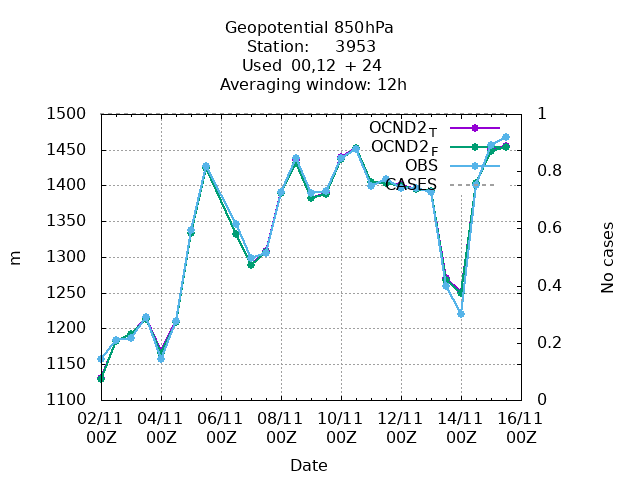 Geopotential 850hPa
Station: 3953
Used 00,12 + 24
Averaging window: 12h
1500 1
OCND2 T
1450
OCND2 F
OBS 0.8
1400 CASES
1350
0.6
m 1300 No cases
0.4
1250
1200
0.2
1150
1100 0
02/11 04/11 06/11 08/11 10/11 12/11 14/11 16/11
00Z 00Z 00Z 00Z 00Z 00Z 00Z 00Z
Date